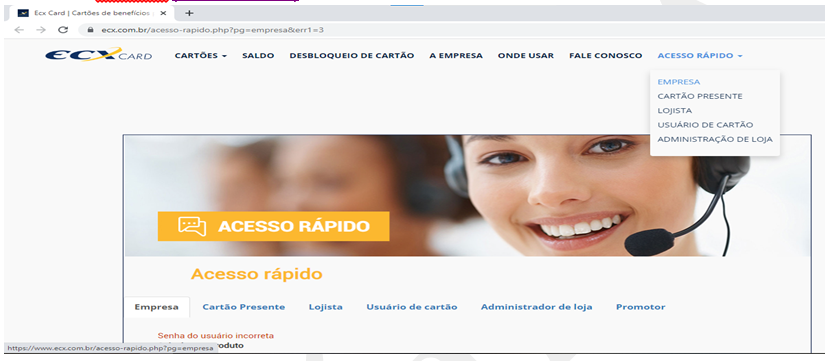 Ecx Card | Cartões de benefícios
ecx.com.br/acesso-rapido.php?pg=empresa&err1=3
ECX CARD
CARTÕES SALDO DESBLOQUEIO DE CARTÃO A EMPRESA ONDE USAR FALE CONOSCO ACESSO RÁPIDO
EMPRESA
CARTÃO PRESENTE
LOJISTA
USUÁRIO DE CARTÃO
ADMINISTRAÇÃO DE LOJA
ACESSO RÁPIDO
Acesso rápido
Empresa Cartão Presente Lojista Usuário de cartão Administrador de loja Promotor
Senha do usuário incorreta
roduto
https://www.ecx.com.br/acesso-rapido.php?pg=empresa